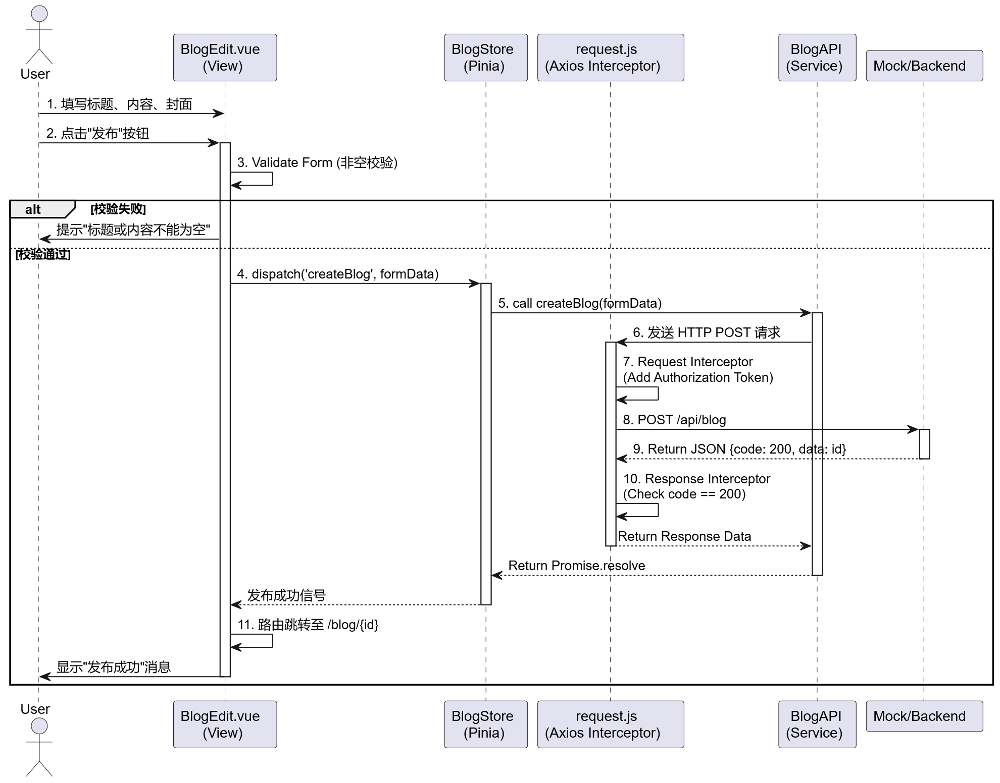 User
BlogEdit.vue
(View)
BlogStore
(Pinia)
request.js
(Axios Interceptor)
BlogAPI
(Service)
Mock/Backend
1. 填写标题、内容、封面
2. 点击"发布"按钮
3. Validate Form (非空校验)
alt
[校验失败]
提示"标题或内容不能为空"
[校验通过]
4. dispatch('createBlog', formData)
5. call createBlog(formData)
6. 发送 HTTP POST 请求
7. Request Interceptor
(Add Authorization Token)
8. POST /api/blog
9. Return JSON {code: 200, data: id}
10. Response Interceptor
(Check code == 200)
Return Response Data
Return Promise.resolve
发布成功信号
11. 路由跳转至 /blog/{id}
显示"发布成功"消息
User
BlogEdit.vue
(View)
BlogStore
(Pinia)
request.js
(Axios Interceptor)
BlogAPI
(Service)
Mock/Backend